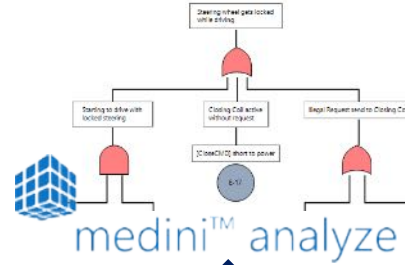 Steering wheel gets locked
while driving
Starting to drive with
locked steering
Closing Coil active
without request
Illegal Request send to Closing Co
[CloseCMD] short to power
E-17
medini™ analyze